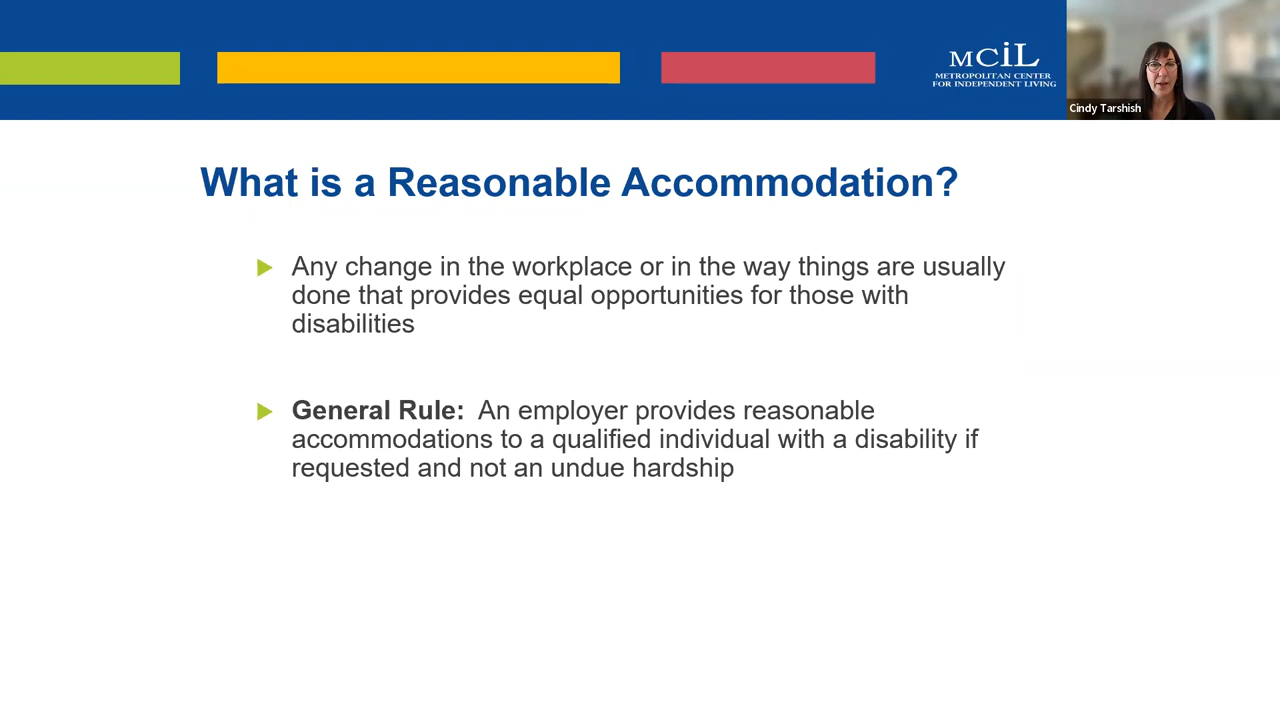 MCiL
METROPOLITAN CENTER
FOR INDEPENDENT LIVING
Cindy Tarshish
What is a Reasonable Accommodation?
Any change in the workplace or in the way things are usually
done that provides equal opportunities for those with
disabilities
General Rule:  An employer provides reasonable
accommodations to a qualified individual with a disability if
requested and not an undue hardship